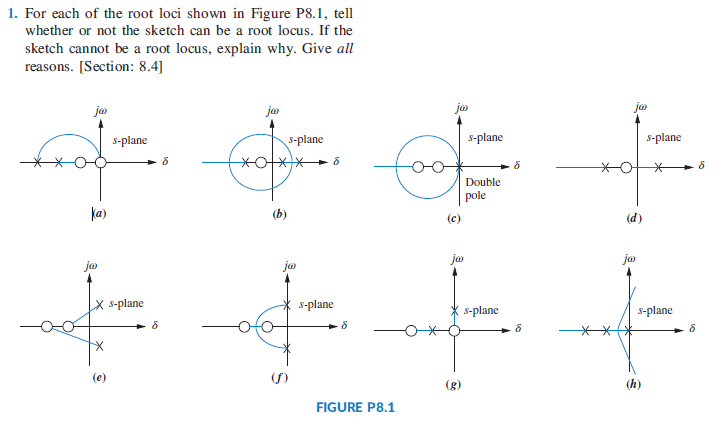 1. For each of the root loci shown in Figure P8.1, tell
whether or not the sketch can be a root locus. If the
sketch cannot be a root locus, explain why. Give all
reasons. [Section: 8.4]
jω
jω
jω
jω
s-plane
s-plane
s-plane
s-plane
δ
δ
δ
δ
Double
pole
(a)
(b)
(c)
(d)
jω
jω
jω
jω
s-plane
s-plane
s-plane
s-plane
δ
δ
δ
δ
(e)
(f)
(g)
(h)
FIGURE P8.1